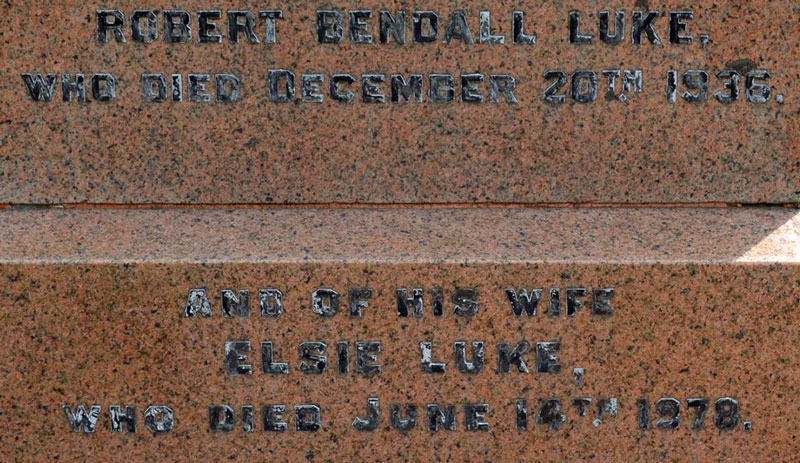 ROBERT BENDALL LUKE,
WHO DIED DECEMBER 20TH 1936.
AND OF HIS WIFE
ELSIE LUKE,
WHO DIED JUNE 14TH 1978.